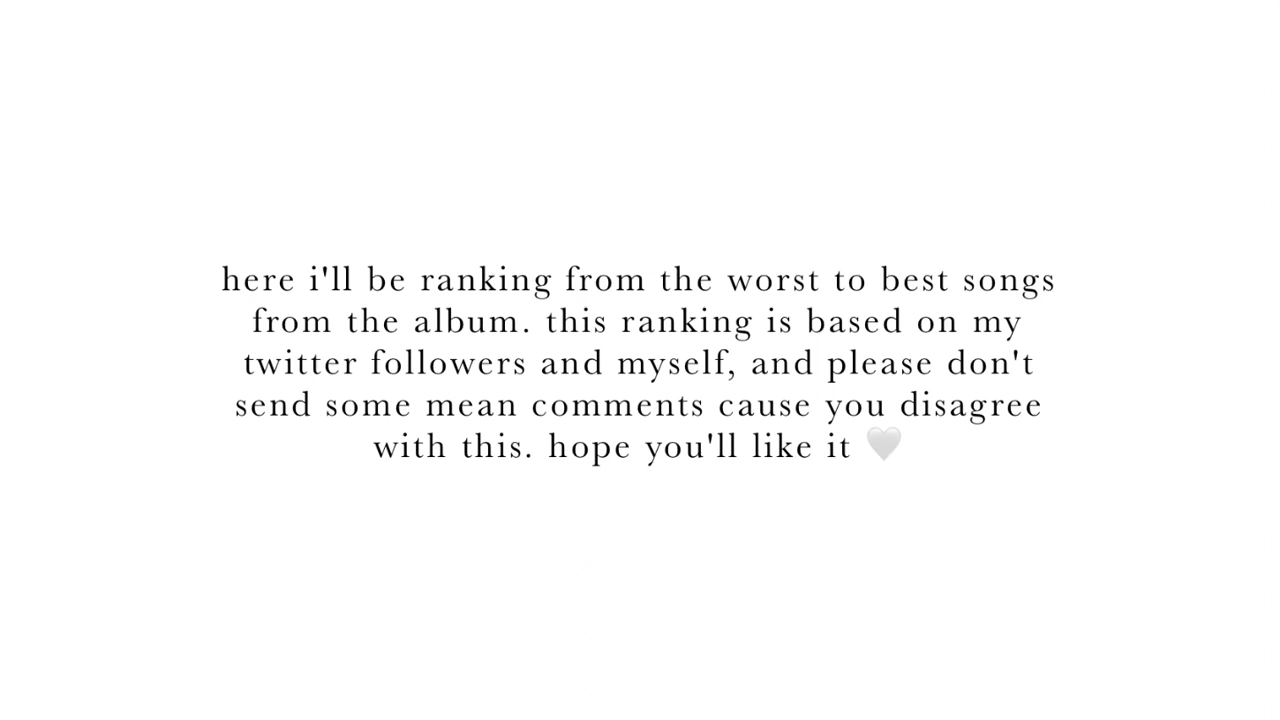 here i'll be ranking from the worst to best songs
from the album. this ranking is based on my
twitter followers and myself, and please don't
send some mean comments cause you disagree
with this. hope you'll like it 🤍